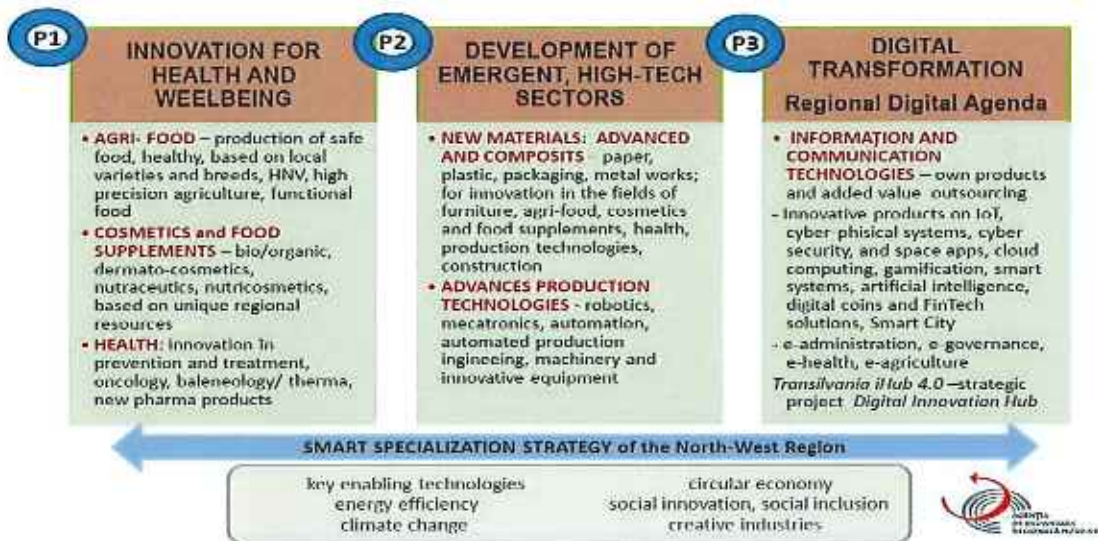 P1
INNOVATION FOR
HEALTH AND
WEELBEING
• AGRI- FOOD – production of safe
food, healthy, based on local
varieties and breeds, HNV, high
precision agriculture, functional
food
• COSMETICS and FOOD
SUPPLEMENTS – bio/organic,
dermato-cosmetics,
nutraceutics, nutricosmetics,
based on unique regional
resources
• HEALTH: innovation in
prevention and treatment,
oncology, baleneology/ therma,
new pharma products
P2
DEVELOPMENT OF
EMERGENT, HIGH-TECH
SECTORS
• NEW MATERIALS: ADVANCED
AND COMPOSITS - paper,
plastic, packaging, metal works;
for innovation in the fields of
furniture, agri-food, cosmetics
and food supplements, health,
production technologies,
construction
• ADVANCES PRODUCTION
TECHNOLOGIES - robotics,
mecatronics, automation,
automated production
ingineeing, machinery and
innovative equipment
P3
DIGITAL
TRANSFORMATION
Regional Digital Agenda
• INFORMATION AND
COMMUNICATION
TECHNOLOGIES – own products
and added value outsourcing
- Innovative products on IoT,
cyber-phisical systems, cyber
security, and space apps, cloud
computing, gamification, smart
systems, artificial intelligence,
digital coins and FinTech
solutions, Smart City
- e-administration, e-governance,
e-health, e-agriculture
Transilvania iHub 4.0 –strategic
project Digital Innovation Hub
SMART SPECIALIZATION STRATEGY of the North-West Region
key enabling technologies
energy efficiency
climate change
circular economy
social innovation, social inclusion
creative industries
AGENȚIA